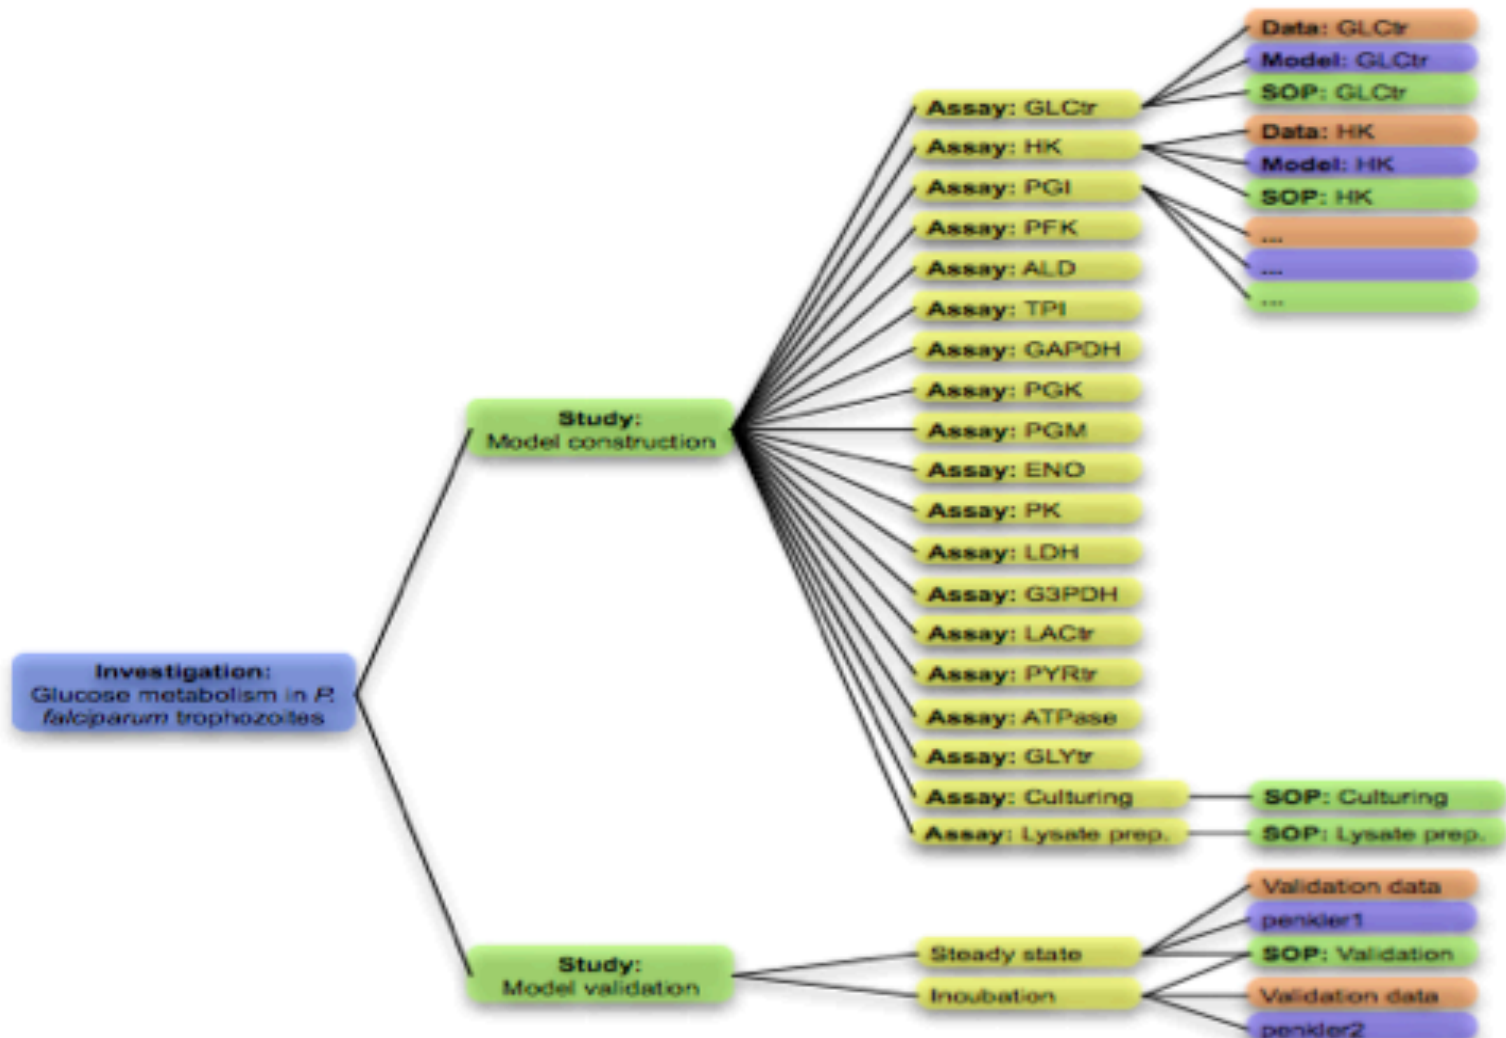 Data: GLCtr
Model: GLCtr
SOP: GLCtr
Assay: GLCtr
Data: HK
Model: HK
SOP: HK
Assay: HK
Assay: PGI
...
...
...
Assay: PFK
Assay: ALD
Assay: TPI
Assay: GAPDH
Assay: PGK
Study:
Model construction
Assay: PGM
Assay: ENO
Assay: PK
Assay: LDH
Assay: G3PDH
Assay: LACtr
Investigation:
Glucose metabolism in P.
falciparum trophozoites
Assay: PYRtr
Assay: ATPase
Assay: GLYtr
Assay: Culturing
SOP: Culturing
Assay: Lysate prep.
SOP: Lysate prep.
Validation data
penkler1
Study:
Model validation
Steady state
SOP: Validation
Incubation
Validation data
penkler2